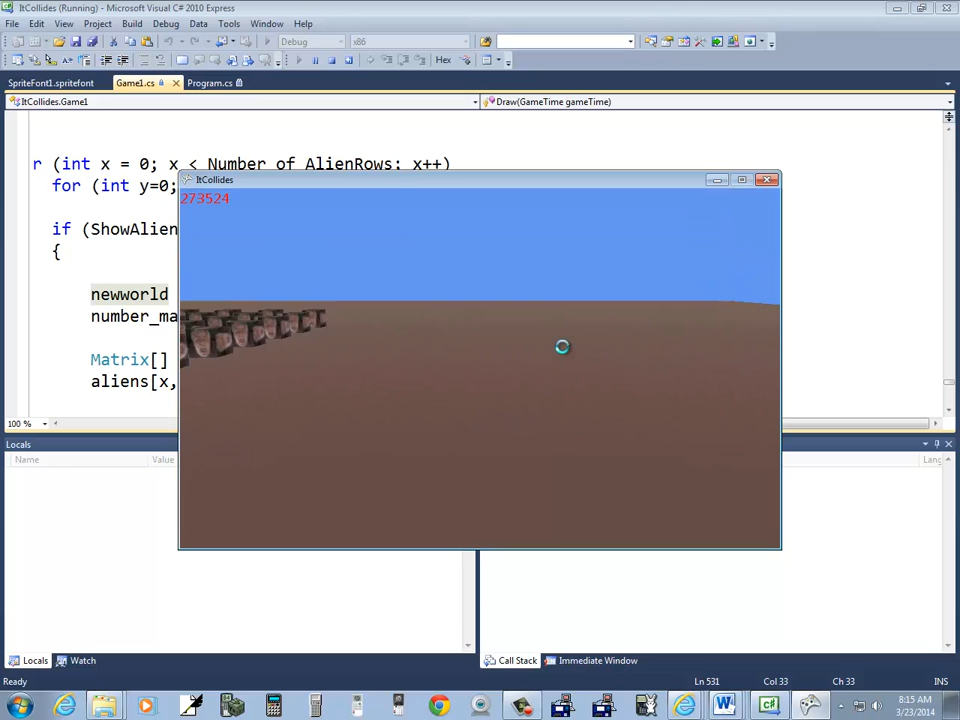 ItCollides (Running) - Microsoft Visual C# 2010 Express
File Edit View Project Build Debug Data Tools Window Help
Debug x86
Hex
SpriteFont1.spritefont Game1.cs Program.cs
ItCollides.Game1 Draw(GameTime gameTime)
r (int x = 0; x < Number_of_AlienRows; x++)
for (int y=0;
if (ShowAlien
{
newworld
number_ma
Matrix[]
aliens[x,
ItCollides
273524
100 %
Locals
Name Value Lang
Locals Watch Call Stack Immediate Window
Ready Ln 531 Col 33 Ch 33 INS
8:15 AM
3/23/2014